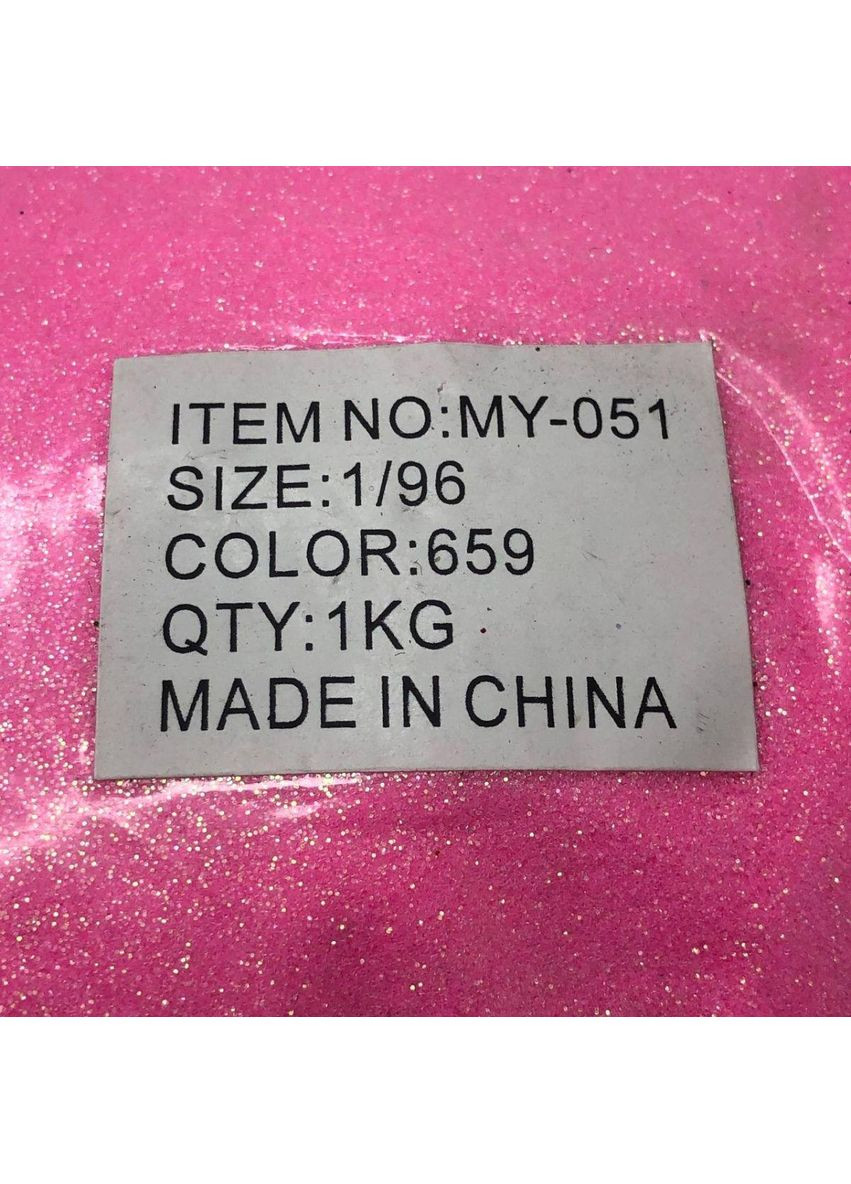 ITEM NO:MY-051
SIZE:1/96
COLOR:659
QTY:1KG
MADE IN CHINA